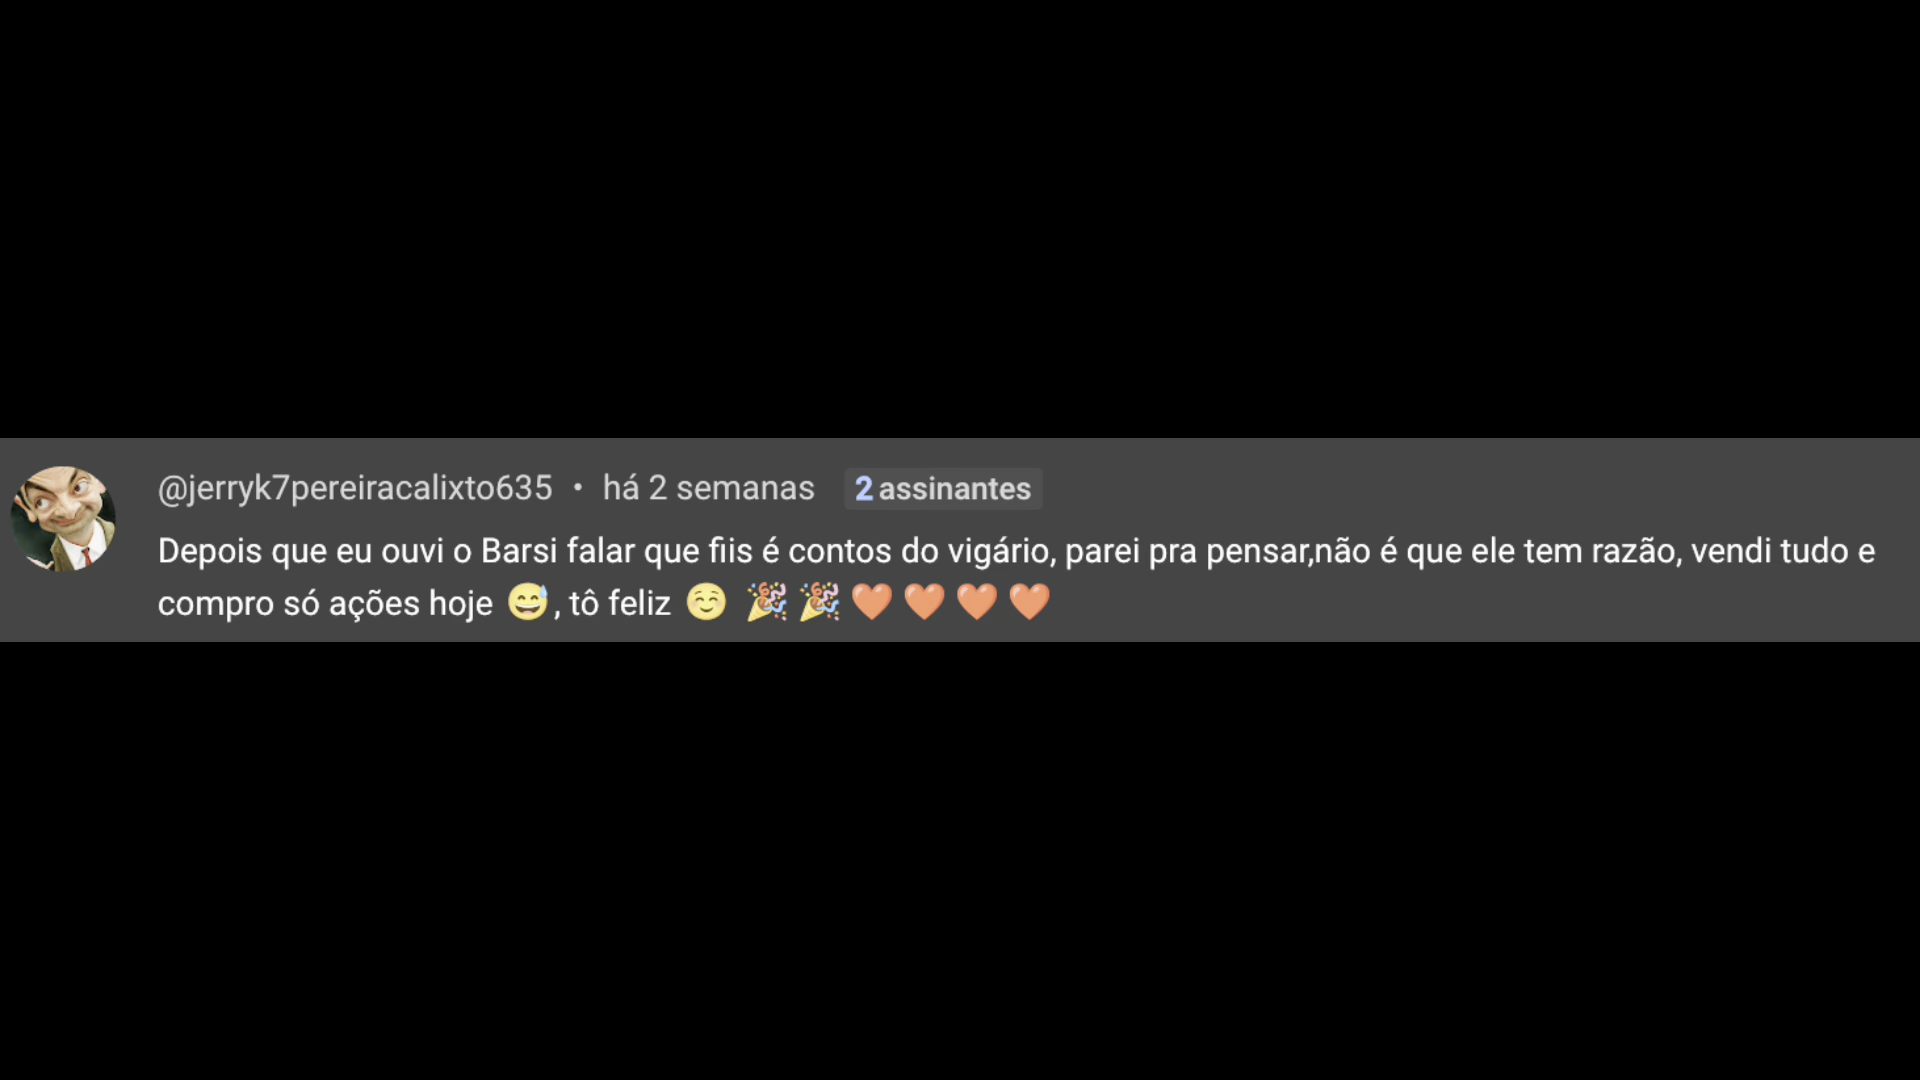 @jerryk7pereiracalixto635 • há 2 semanas 2 assinantes
Depois que eu ouvi o Barsi falar que fiis é contos do vigário, parei pra pensar,não é que ele tem razão, vendi tudo e
compro só ações hoje 😅, tô feliz 😊 🎉🎉🧡🧡🧡🧡